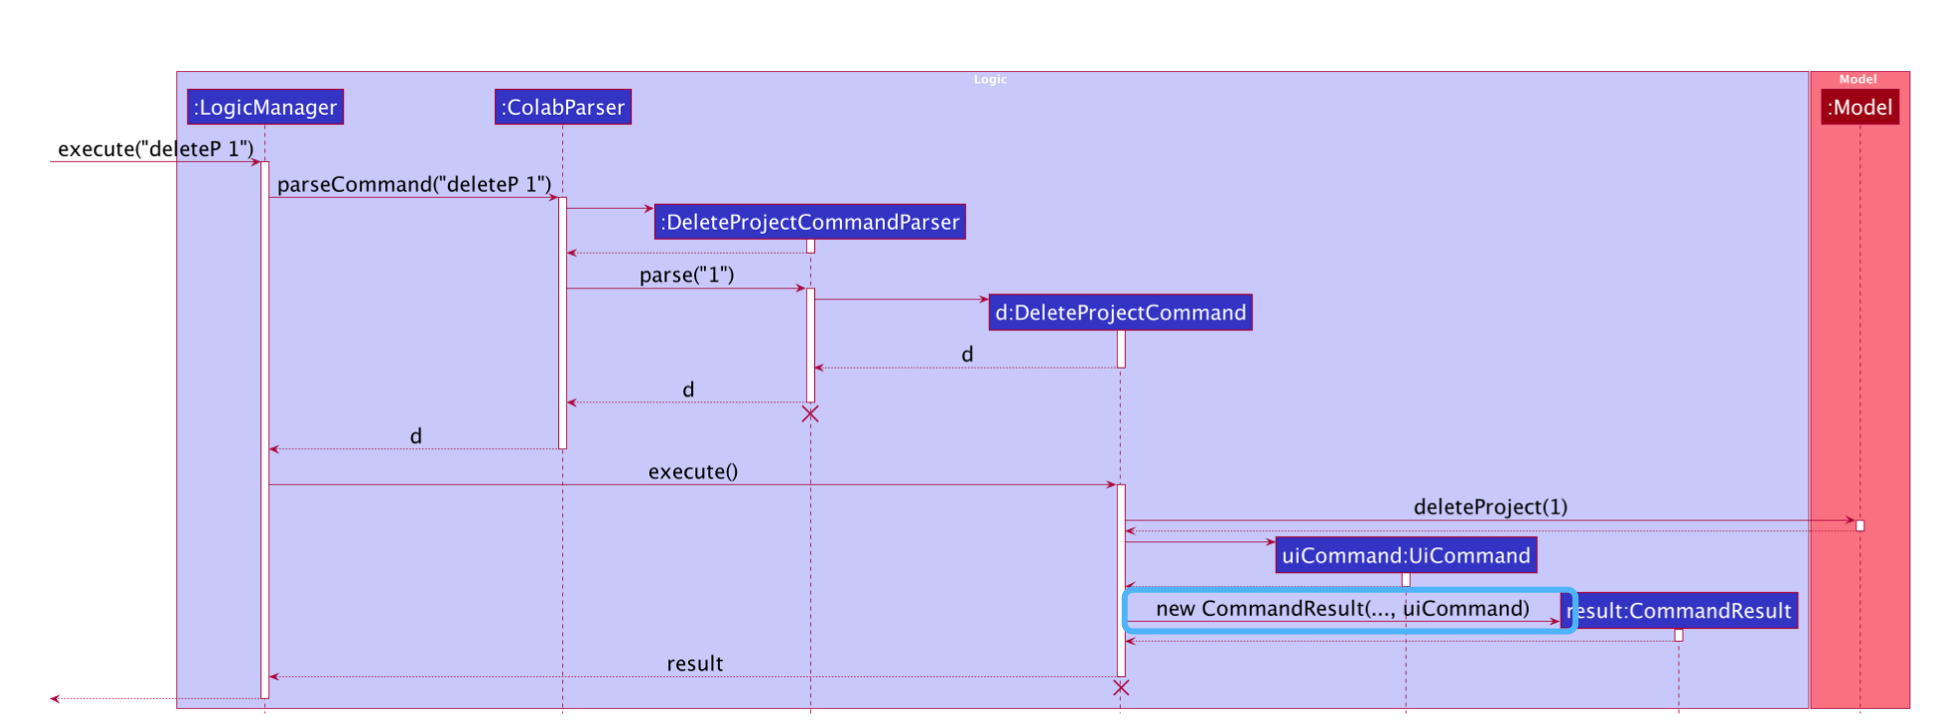 Logic
Model
:LogicManager
:ColabParser
:Model
execute("deleteP 1")
parseCommand("deleteP 1")
:DeleteProjectCommandParser
parse("1")
d:DeleteProjectCommand
d
d
d
execute()
deleteProject(1)
uiCommand:UiCommand
new CommandResult(..., uiCommand)
result:CommandResult
result